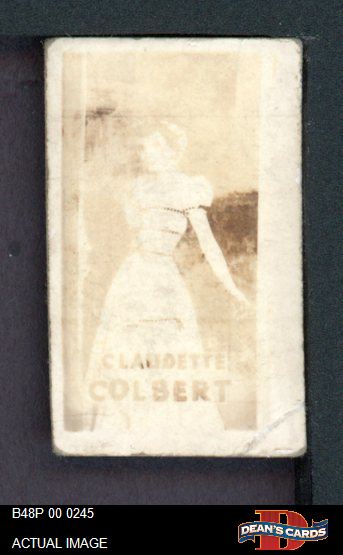 CLAUDETTE
COLBERT
B48P 00 0245
ACTUAL IMAGE
DEAN'S CARDS